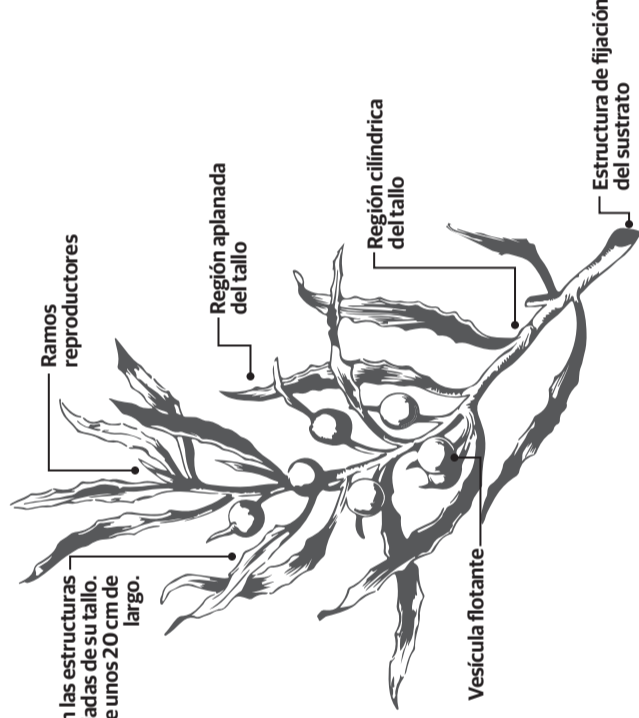 las estructuras
de su tallo.
unos 20 cm de
largo.
Ramos
reproductores
Región aplanada
del tallo
Región cilíndrica
del tallo
Vesícula flotante
Estructura de fijación
del sustrato